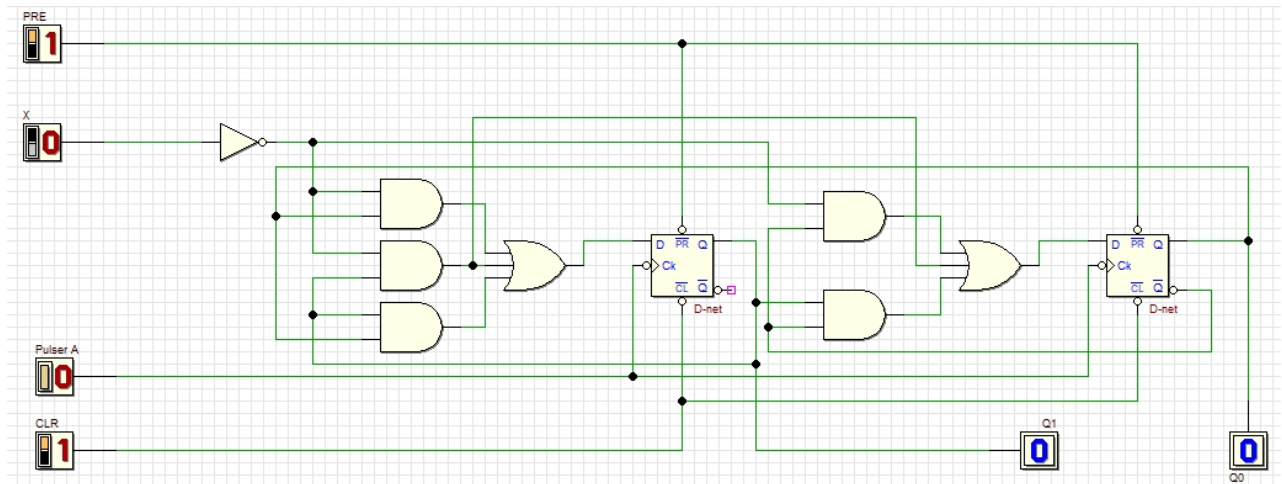 PRE
1
X
0
D PR Q
Ck
CL Q
D-net
D PR Q
Ck
CL Q
D-net
Pulser A
0
CLR
1
Q1
0
0
Q0